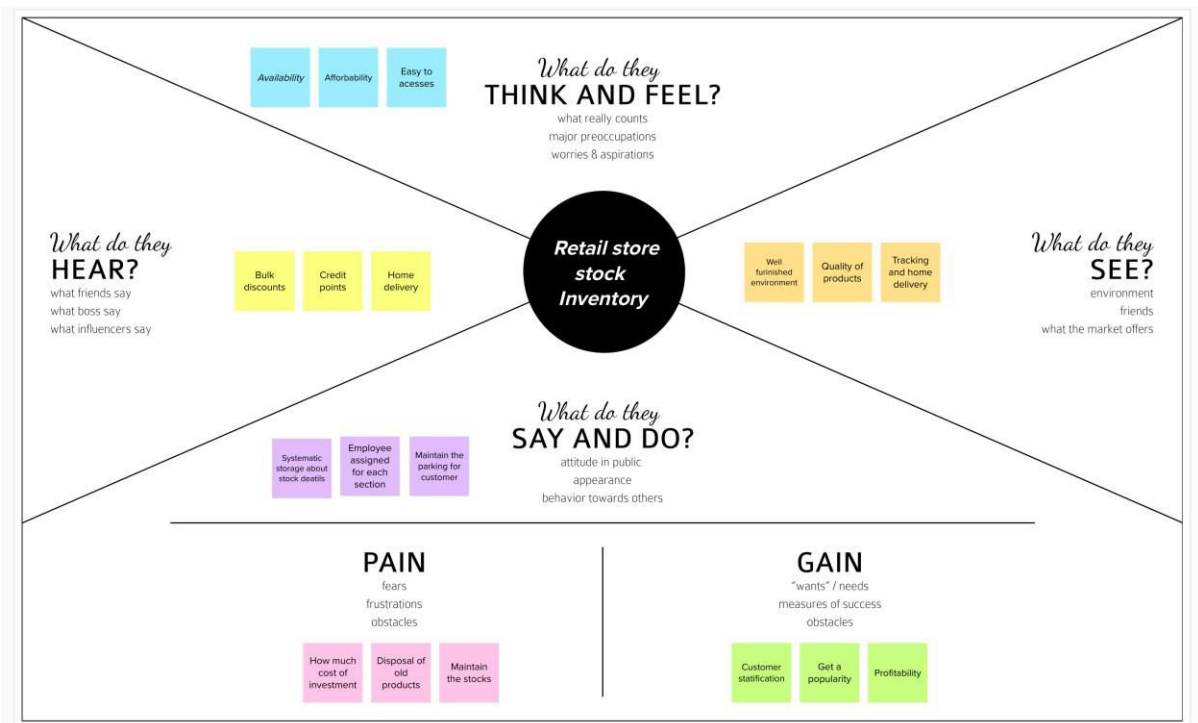 Availability
Afforbability
Easy to
acesses
What do they
THINK AND FEEL?
what really counts
major preoccupations
worries & aspirations
What do they
HEAR?
what friends say
what boss say
what influencers say
Bulk
discounts
Credit
points
Home
delivery
Retail store
stock
Inventory
Well
furinished
environment
Quality of
products
Tracking
and home
delivery
What do they
SEE?
environment
friends
what the market offers
What do they
SAY AND DO?
attitude in public
appearance
behavior towards others
Systematic
storage about
stock deatils
Employee
assigned
for each
section
Maintain the
parking for
customer
PAIN
fears
frustrations
obstacles
How much
cost of
investment
Disposal of
old
products
Maintain
the stocks
GAIN
"wants" / needs
measures of success
obstacles
Customer
statification
Get a
popularity
Profitability